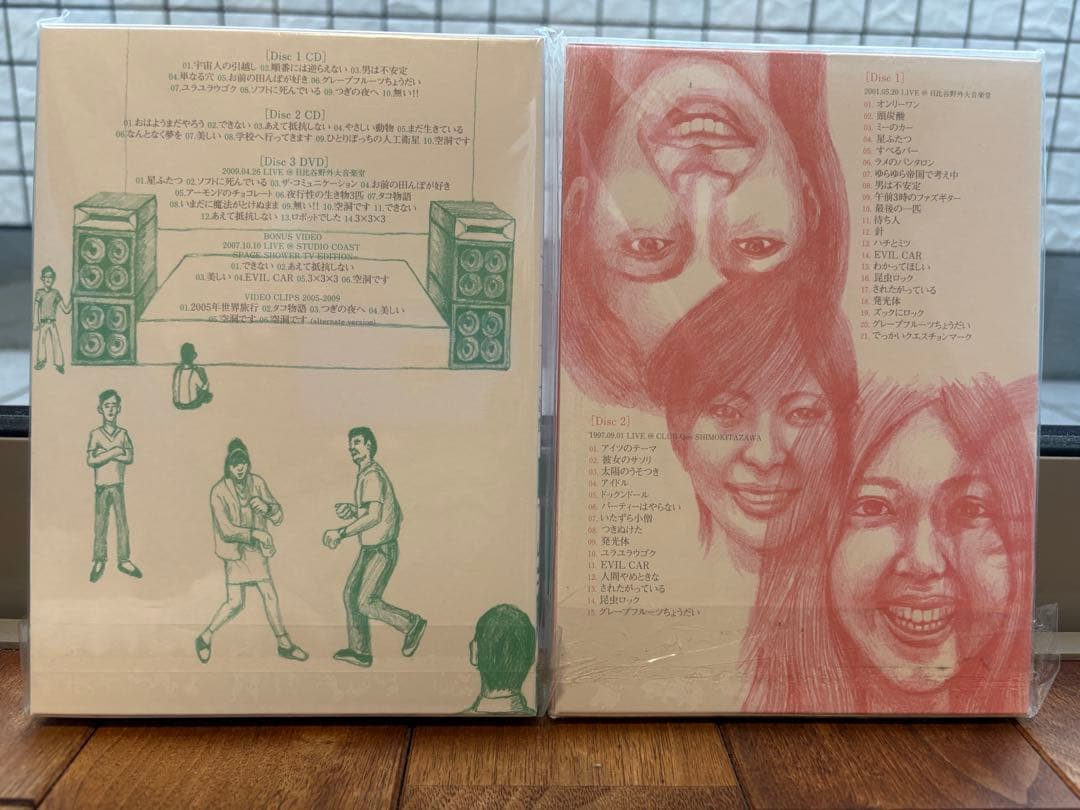 [Disc 1 CD]
01.宇宙人の引越し 02.順番には逆らえない 03.男は不安定
04.単なる穴 05.お前の田んぼが好き 06.グレープフルーツちょうだい
07.ユラユラウゴク 08.ソフトに死んでいる 09.つぎの夜へ 10.無い!!
[Disc 2 CD]
01.おはようまだやろう 02.できない 03.あえて抵抗しない 04.やさしい動物 05.まだ生きている
06.なんとなく夢を 07.美しい 08.学校へ行ってきます 09.ひとりぼっちの人工衛星 10.空洞です
[Disc 3 DVD]
2009.04.26 LIVE @ 日比谷野外大音楽堂
01.星ふたつ 02.ソフトに死んでいる 03.ザ・コミュニケーション 04.お前の田んぼが好き
05.アーモンドのチョコレート 06.夜行性の生き物3匹 07.タコ物語
08.いまだに魔法がとけぬまま 09.無い!! 10.空洞です 11.できない
12.あえて抵抗しない 13.ロボットでした 14.3×3×3
BONUS VIDEO
2007.10.10 LIVE @ STUDIO COAST
-SPACE SHOWER TV EDITION-
01.できない 02.あえて抵抗しない
03.美しい 04.EVIL CAR 05.3×3×3 06.空洞です
VIDEO CLIPS 2005-2009
01.2005年世界旅行 02.タコ物語 03.つぎの夜へ 04.美しい
05.空洞です 06.空洞です (alternate version)
[Disc 1]
2001.05.20 LIVE @ 日比谷野外大音楽堂
01. オンリーワン
02. 頭炭酸
03. ミーのカー
04. 星ふたつ
05. すべるバー
06. ラメのパンタロン
07. ゆらゆら帝国で考え中
08. 男は不安定
09. 午前3時のファズギター
10. 最後の一匹
11. 待ち人
12. 針
13. ハチとミツ
14. EVIL CAR
15. わかってほしい
16. 昆虫ロック
17. されたがっている
18. 発光体
19. ズックにロック
20. グレープフルーツちょうだい
21. でっかいクエスチョンマーク
[Disc 2]
1997.09.01 LIVE @ CLUB Que SHIMOKITAZAWA
01. アイツのテーマ
02. 彼女のサソリ
03. 太陽のうそつき
04. アイドル
05. ドックンドール
06. パーティーはやらない
07. いたずら小僧
08. つきぬけた
09. 発光体
10. ユラユラウゴク
11. EVIL CAR
12. 人間やめときな
13. されたがっている
14. 昆虫ロック
15. グレープフルーツちょうだい